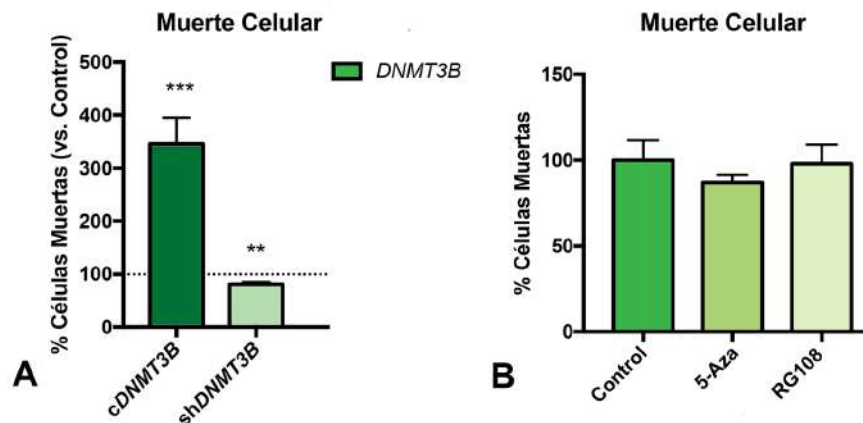 Muerte Celular
% Células Muertas (vs. Control)
500
400
300
200
100
0
***
**
DNMT3B
cDNMT3B
shDNMT3B
A
Muerte Celular
% Células Muertas
150
100
50
0
Control
5-Aza
RG108
B